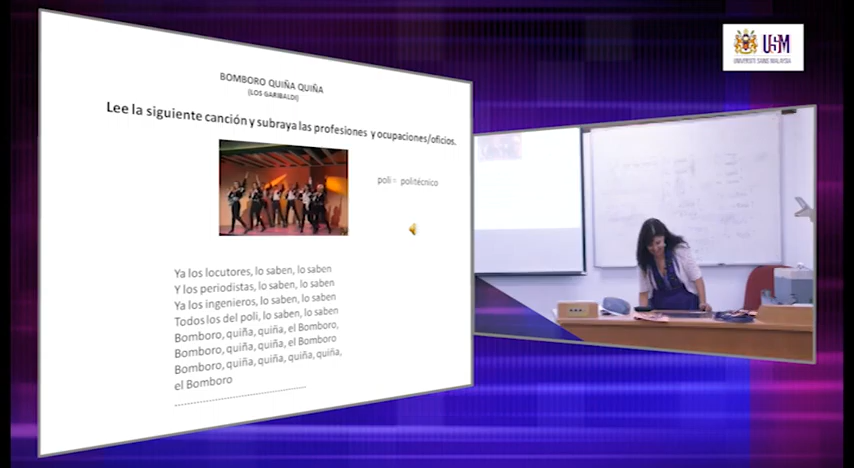 BOMBORO QUIÑA QUIÑA
(LOS GARIBALDI)
Lee la siguiente canción y subraya las profesiones y ocupaciones/oficios.
poli = politécnico
Ya los locutores, lo saben, lo saben
Y los periodistas, lo saben, lo saben
Ya los ingenieros, lo saben, lo saben
Todos los del poli, lo saben, lo saben
Bomboro, quiña, quiña, el Bomboro,
Bomboro, quiña, quiña, el Bomboro
Bomboro, quiña, quiña, quiña, quiña,
el Bomboro
USM
UNIVERSITI SAINS MALAYSIA